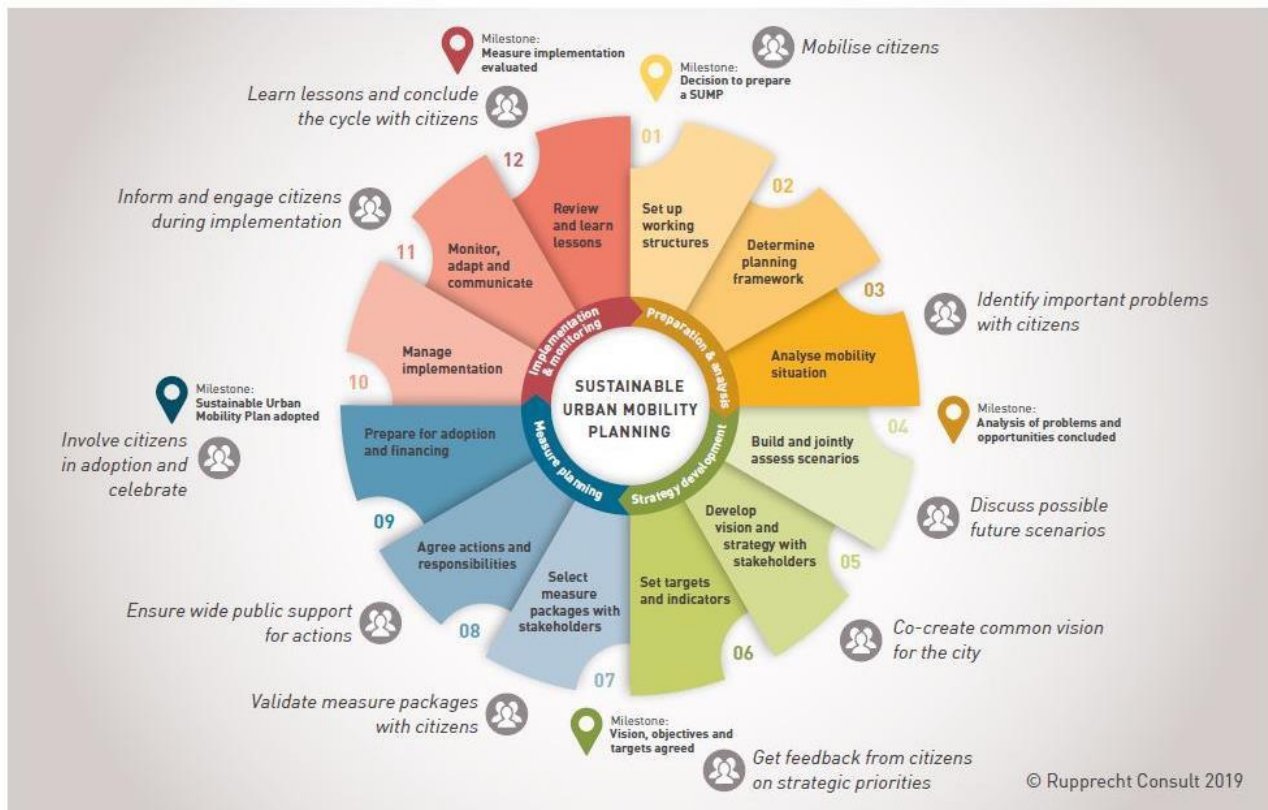 Milestone:
Measure implementation
evaluated
Milestone:
Decision to prepare
a SUMP
Mobilise citizens
Learn lessons and conclude
the cycle with citizens
Inform and engage citizens
during implementation
01
Set up
working
structures
02
Determine
planning
framework
03
Analyse mobility
situation
Identify important problems
with citizens
Milestone:
Analysis of problems and
opportunities concluded
04
Build and jointly
assess scenarios
Discuss possible
future scenarios
05
Develop
vision and
strategy with
stakeholders
Co-create common vision
for the city
06
Set targets
and indicators
Milestone:
Vision, objectives and
targets agreed
Get feedback from citizens
on strategic priorities
07
Select
measure
packages with
stakeholders
Validate measure packages
with citizens
08
Agree actions and
responsibilities
Ensure wide public support
for actions
09
Prepare for adoption
and financing
Milestone:
Sustainable Urban
Mobility Plan adopted
Involve citizens
in adoption and
celebrate
10
Manage
implementation
11
Monitor,
adapt and
communicate
12
Review
and learn
lessons
Preparation & analysis
Strategy development
Measure planning
Implementation
& monitoring
SUSTAINABLE
URBAN MOBILITY
PLANNING
© Rupprecht Consult 2019